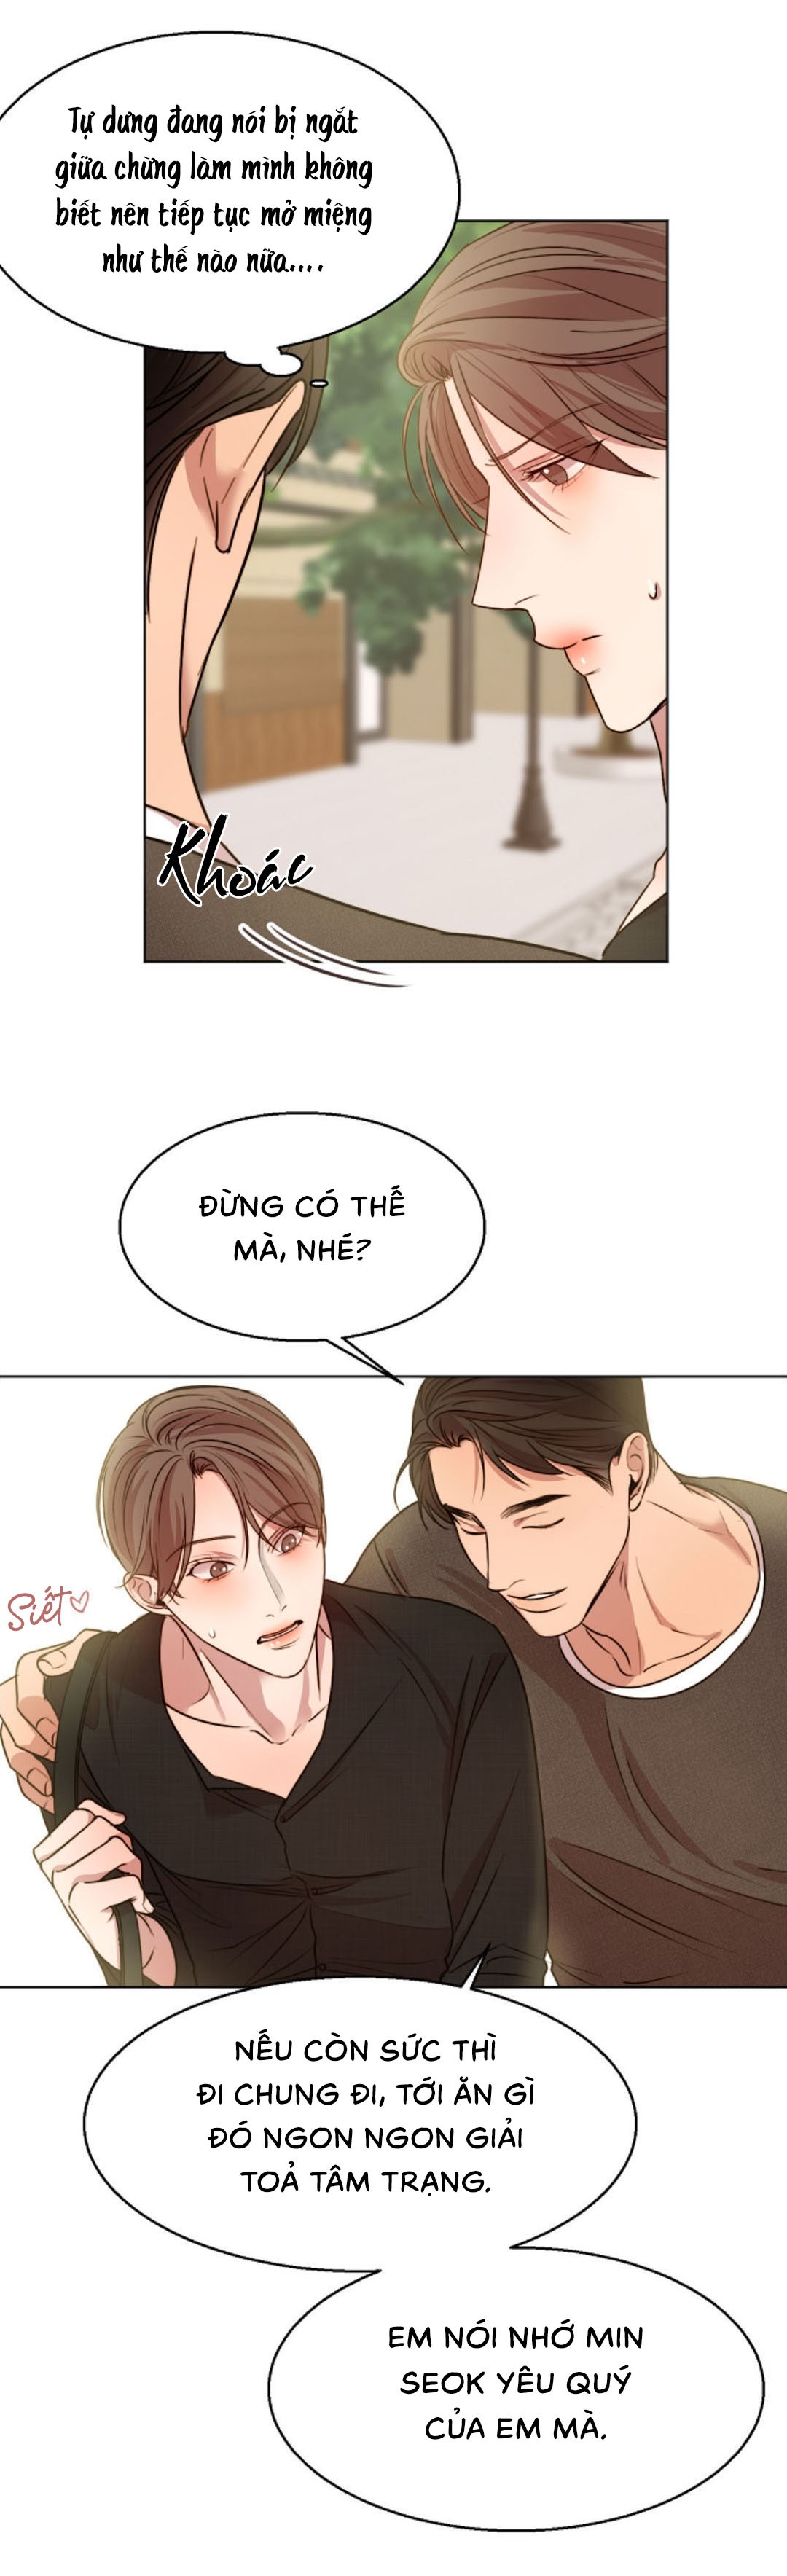 Tự dưng đang nói bị ngắt
giữa chừng làm mình không
biết nên tiếp tục mở miệng
như thế nào nữa....
Khoác
ĐỪNG CÓ THẾ
MÀ, NHÉ?
Siết♡
NẾU CÒN SỨC THÌ
ĐI CHUNG ĐI, TỚI ĂN GÌ
ĐÓ NGON NGON GIẢI
TOẢ TÂM TRẠNG.
EM NÓI NHỚ MIN
SEOK YÊU QUÝ
CỦA EM MÀ.